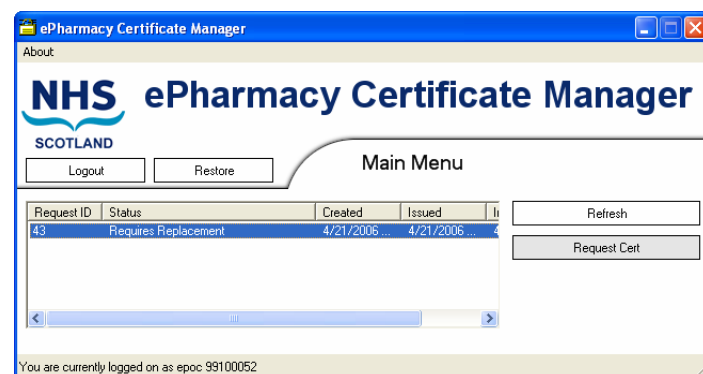 ePharmacy Certificate Manager
About
NHS SCOTLAND
ePharmacy Certificate Manager
Logout Restore Main Menu
Request ID Status Created Issued
43 Requires Replacement 4/21/2006 ... 4/21/2006 ... 4
Refresh
Request Cert
You are currently logged on as epoc 99100052